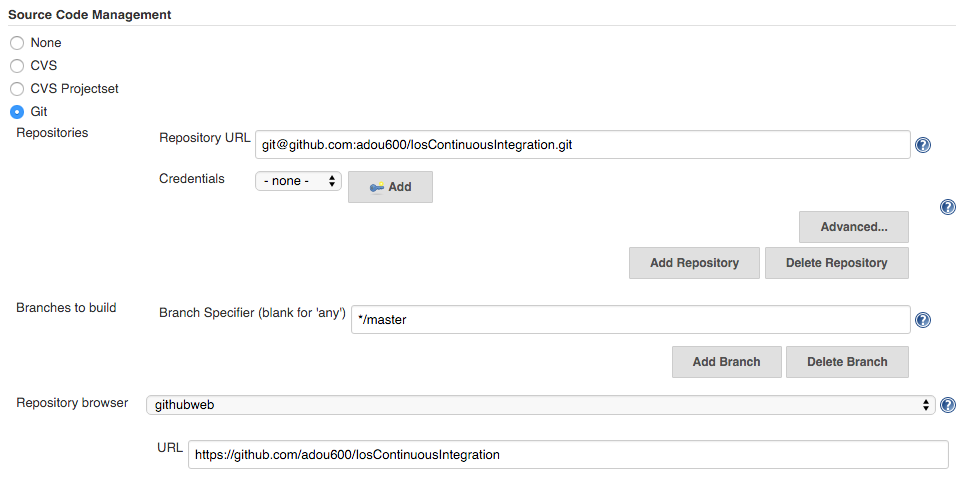 Source Code Management
None
CVS
CVS Projectset
Git
Repositories
Repository URL git@github.com:adou600/IosContinuousIntegration.git
Credentials - none - Add
Advanced...
Add Repository Delete Repository
Branches to build
Branch Specifier (blank for 'any') */master
Add Branch Delete Branch
Repository browser githubweb
URL https://github.com/adou600/IosContinuousIntegration